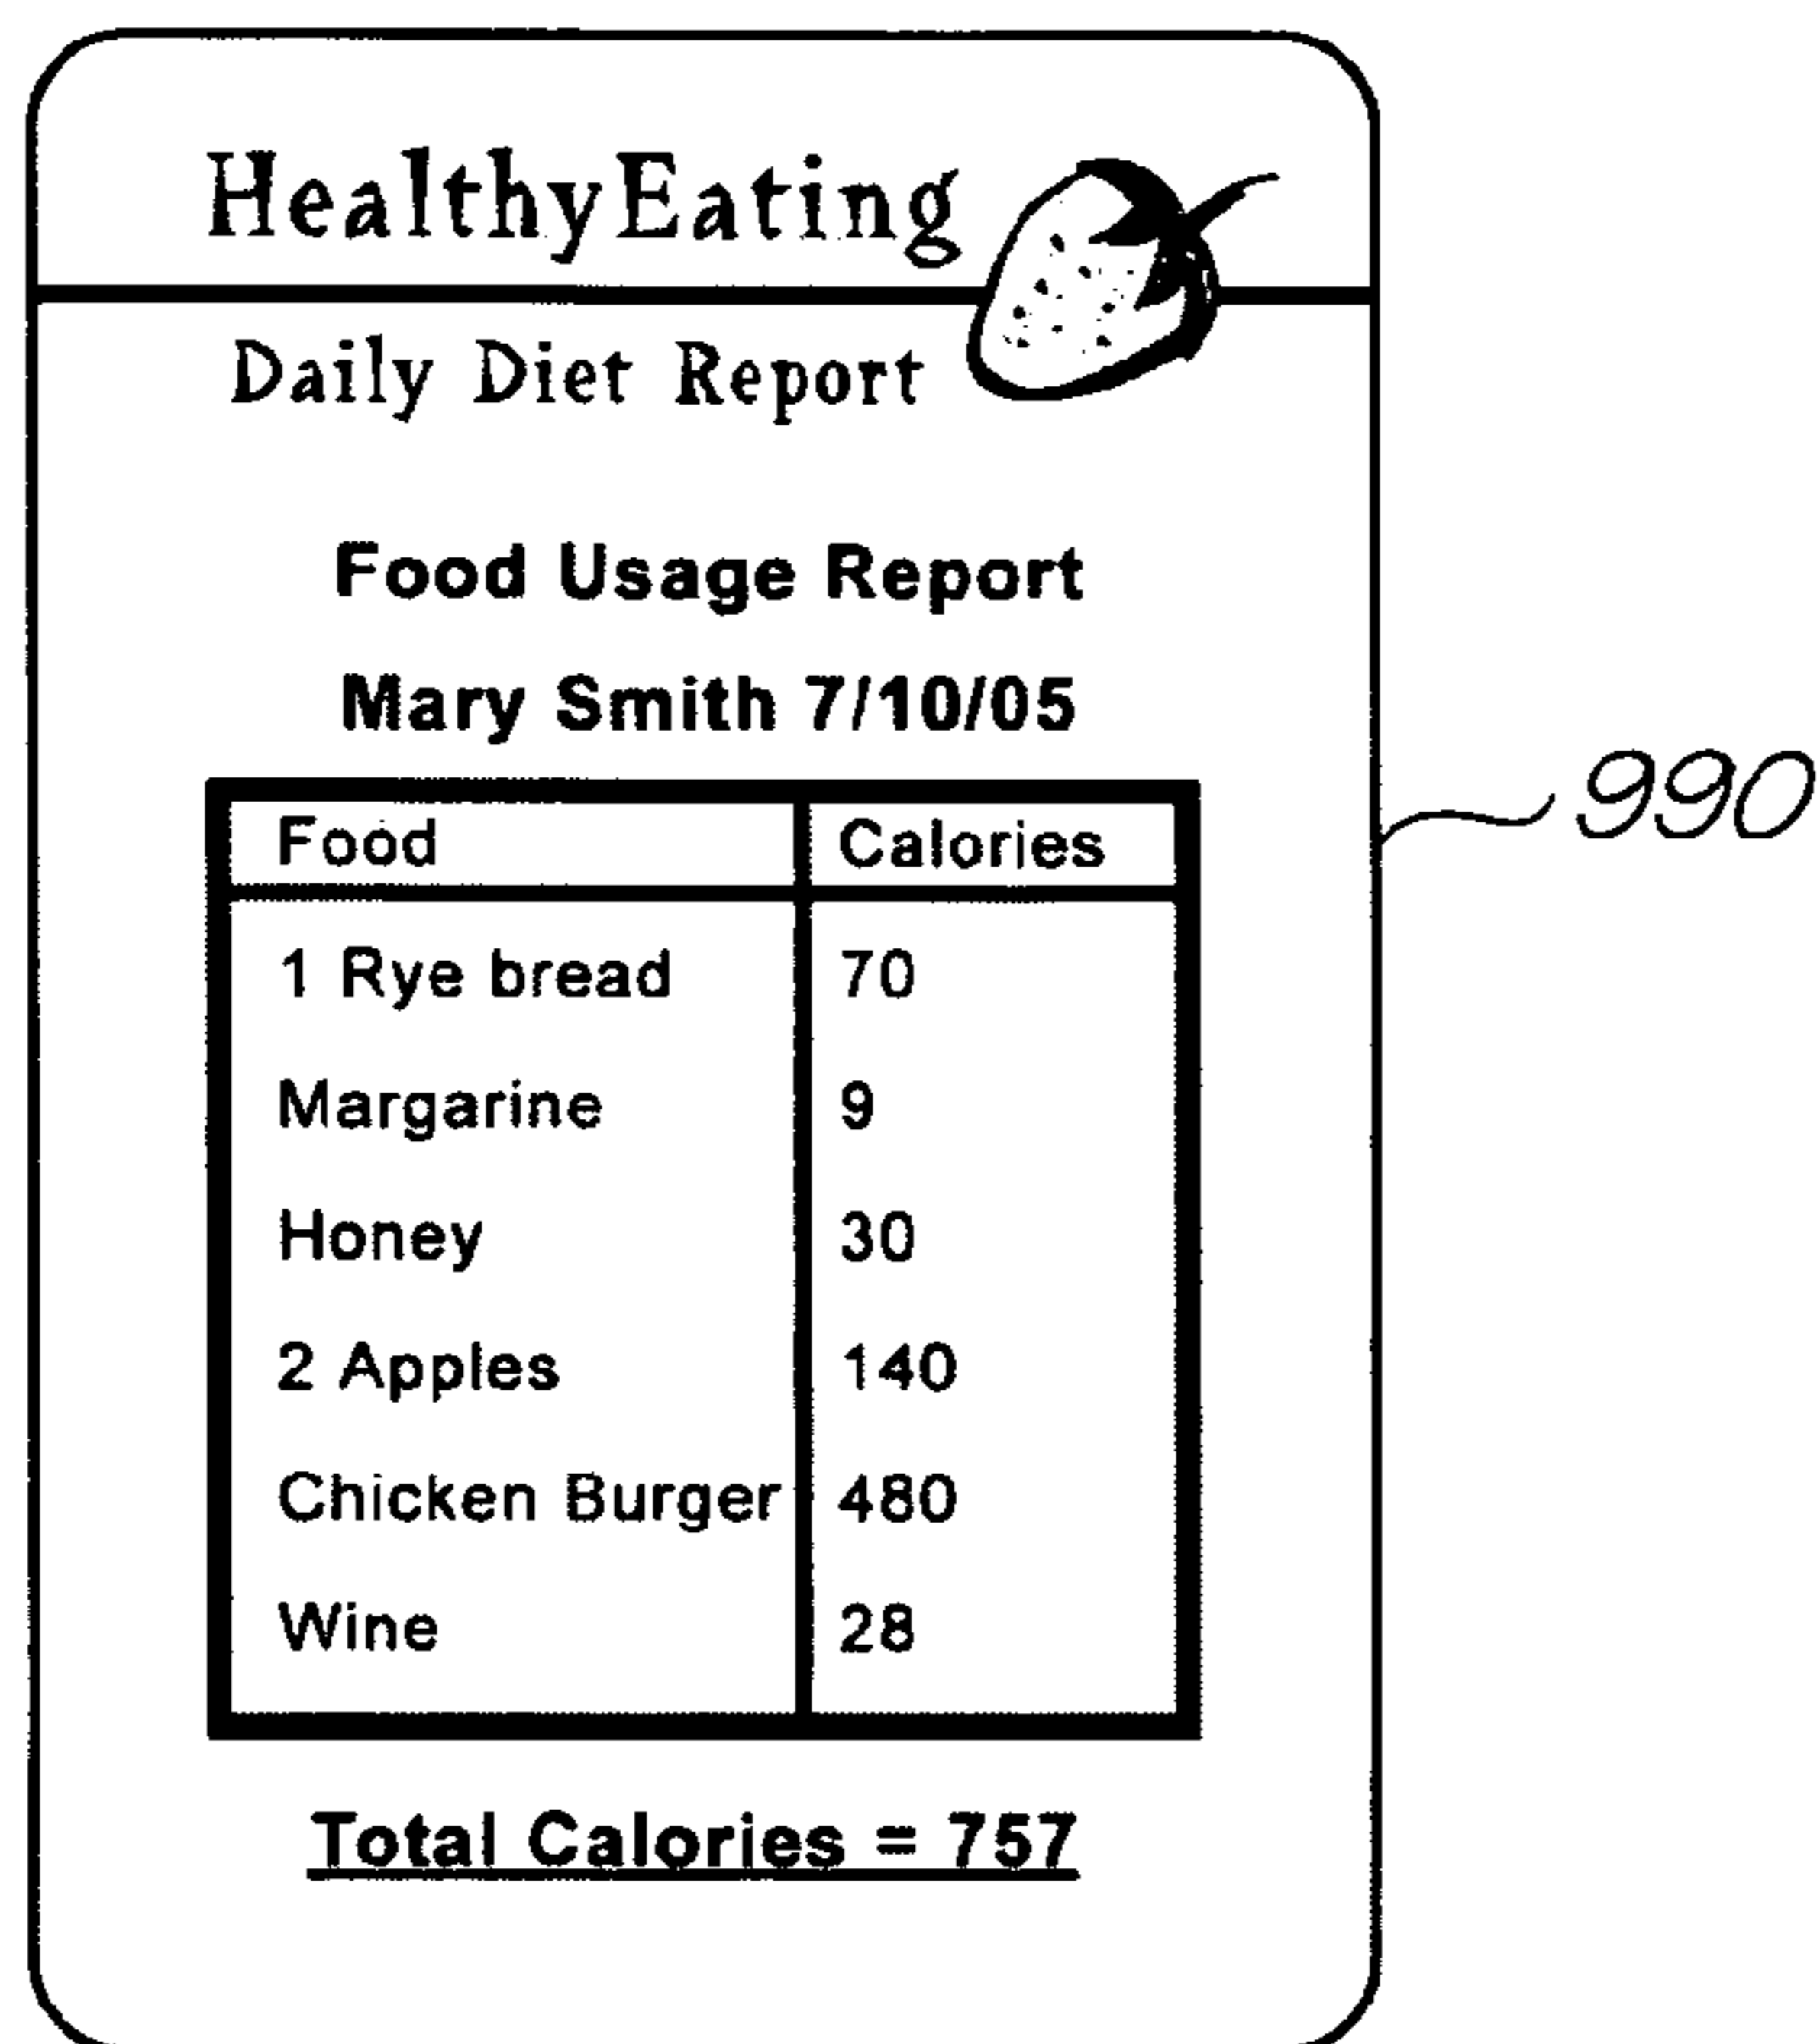 HealthyEating
Daily Diet Report
Food Usage Report
Mary Smith 7/10/05
990
Food Calories
1 Rye bread 70
Margarine 9
Honey 30
2 Apples 140
Chicken Burger 480
Wine 28
Total Calories = 757